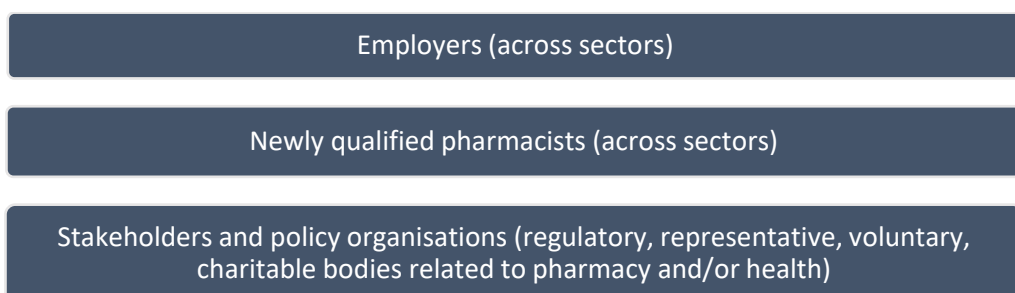 Employers (across sectors)
Newly qualified pharmacists (across sectors)
Stakeholders and policy organisations (regulatory, representative, voluntary,
charitable bodies related to pharmacy and/or health)